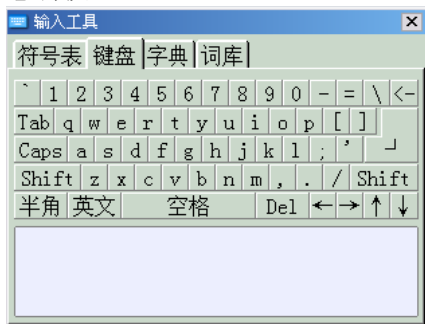 输入工具
符号表 键盘 字典 词库
` 1 2 3 4 5 6 7 8 9 0 - = \ <-
Tab q w e r t y u i o p [ ]
Caps a s d f g h j k l ; ' ┘
Shift z x c v b n m , . / Shift
半角 英文 空格 Del ← → ↑ ↓